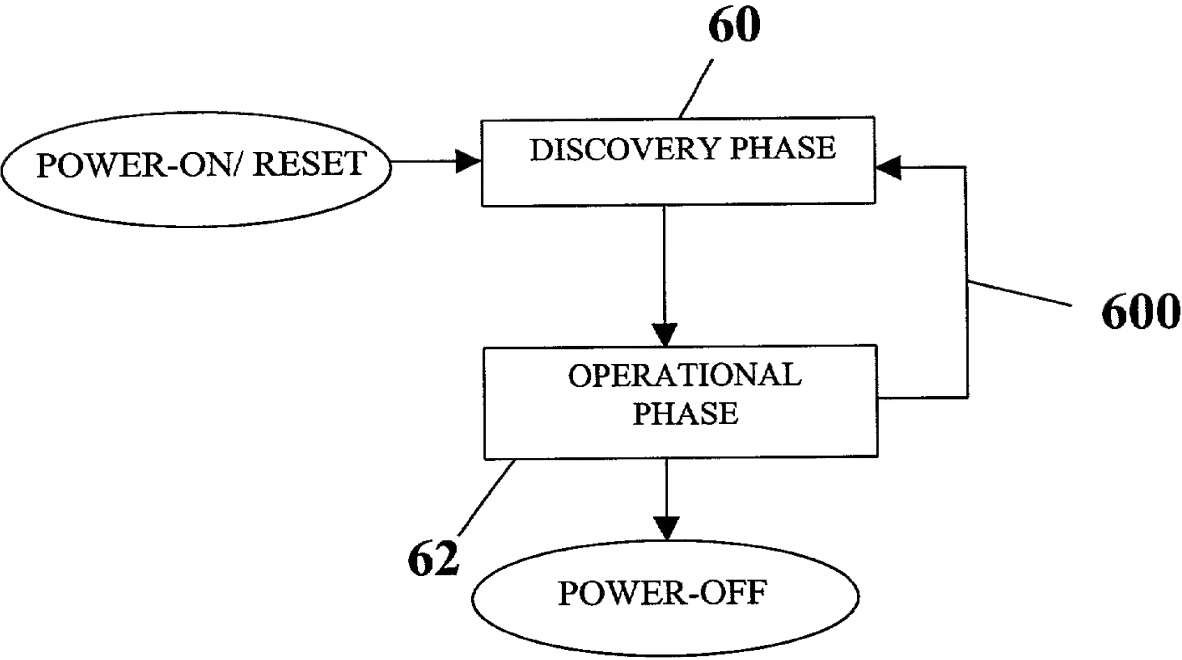 60
POWER-ON/ RESET
DISCOVERY PHASE
600
OPERATIONAL
PHASE
62
POWER-OFF